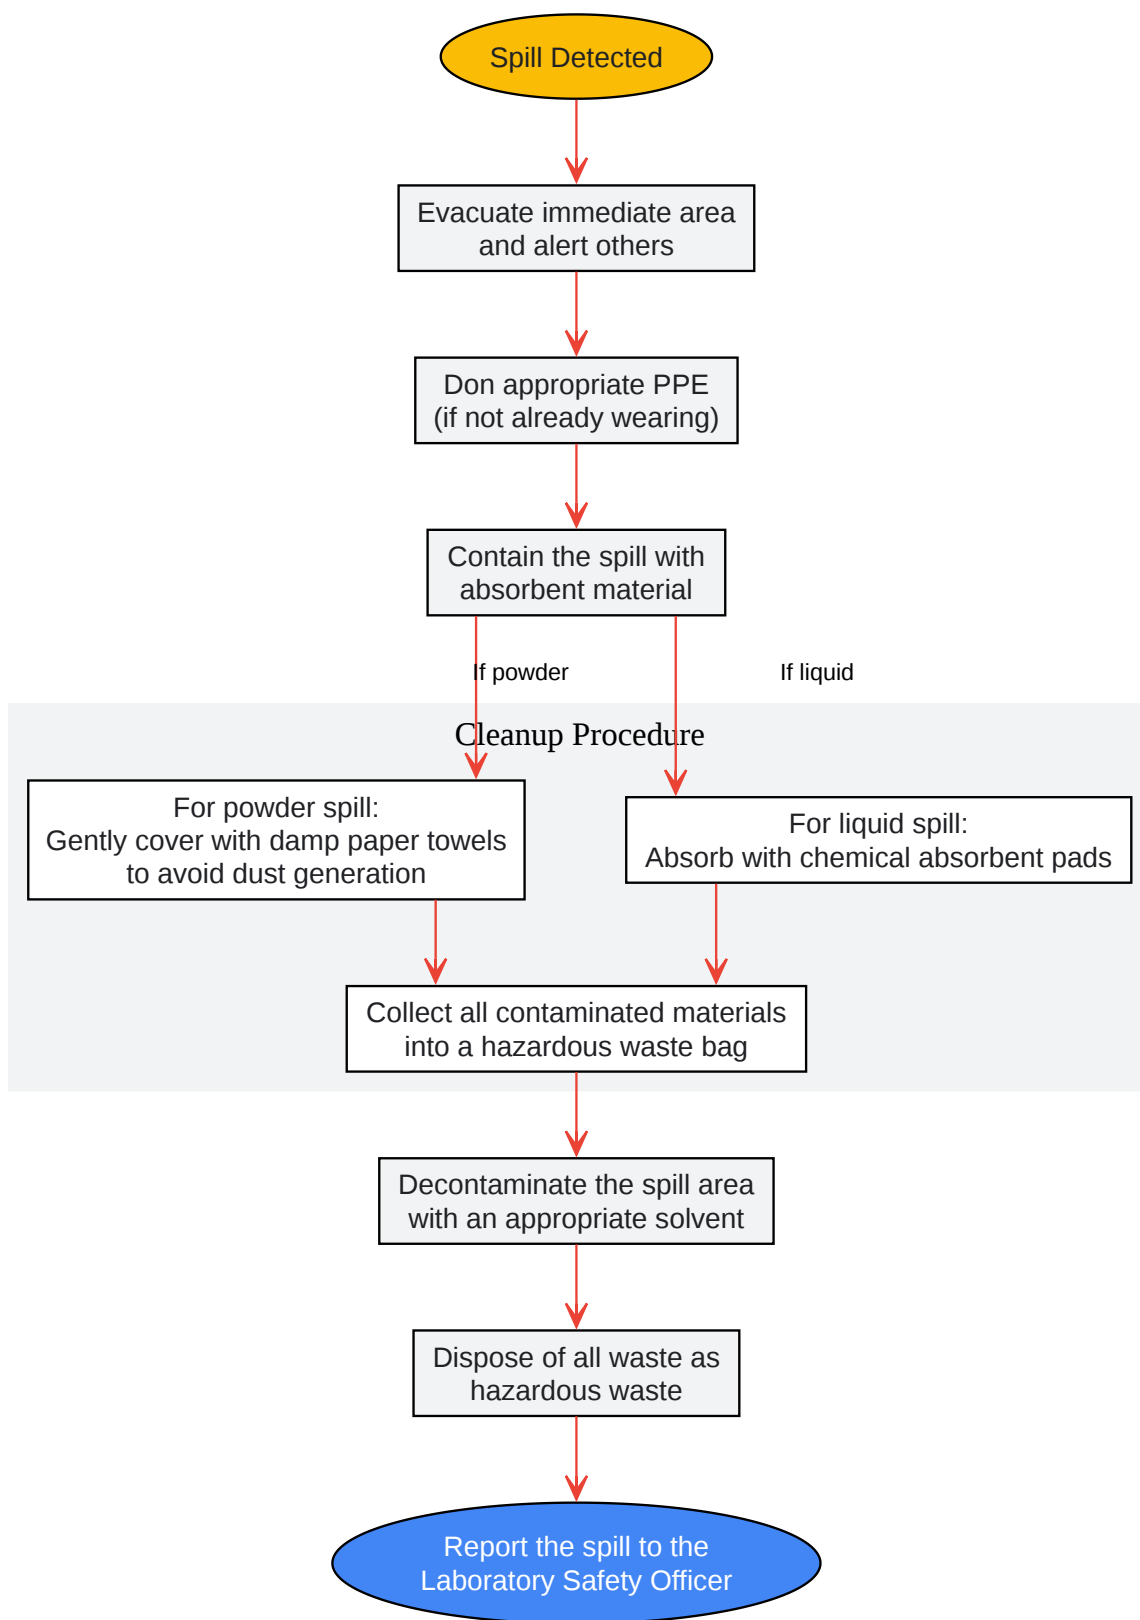 Spill Detected
Evacuate immediate area
and alert others
Don appropriate PPE
(if not already wearing)
Contain the spill with
absorbent material
If powder
If liquid
Cleanup Procedure
For powder spill:
Gently cover with damp paper towels
to avoid dust generation
For liquid spill:
Absorb with chemical absorbent pads
Collect all contaminated materials
into a hazardous waste bag
Decontaminate the spill area
with an appropriate solvent
Dispose of all waste as
hazardous waste
Report the spill to the
Laboratory Safety Officer